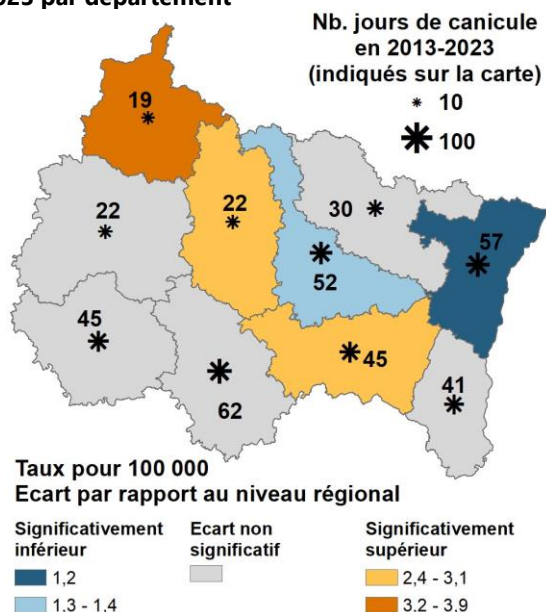 2023 par département
Nb. jours de canicule
en 2013-2023
(indiqués sur la carte)
10
100
19
22
22
30
57
52
45
45
62
41
Taux pour 100 000
Ecart par rapport au niveau régional
Significativement
inférieur
1,2
1,3 - 1,4
Ecart non
significatif
Significativement
supérieur
2,4 - 3,1
3,2 - 3,9